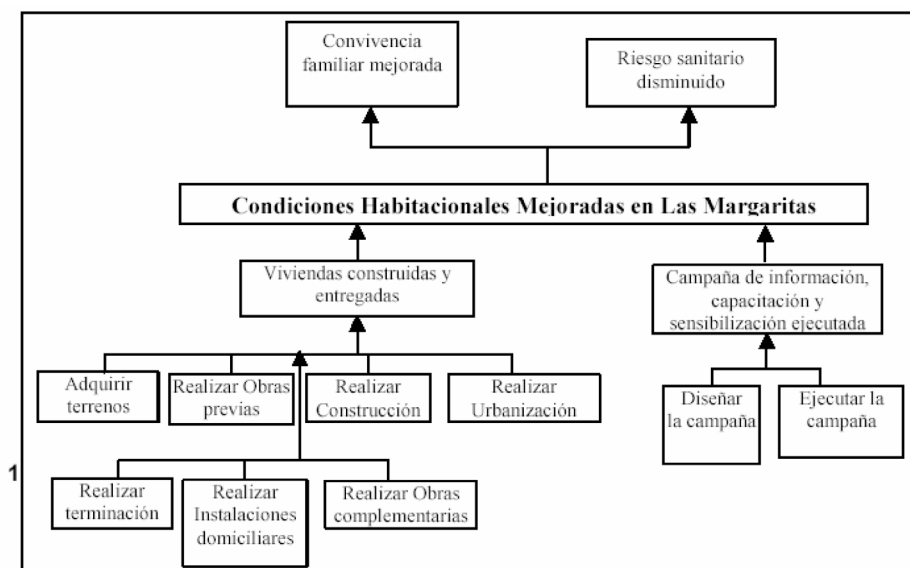 Convivencia
familiar mejorada
Riesgo sanitario
disminuido
Condiciones Habitacionales Mejoradas en Las Margaritas
Viviendas construidas y
entregadas
Campaña de información,
capacitación y
sensibilización ejecutada
Adquirir
terrenos
Realizar Obras
previas
Realizar
Construcción
Realizar
Urbanización
Diseñar
la campaña
Ejecutar la
campaña
1
Realizar
terminación
Realizar
Instalaciones
domiciliares
Realizar Obras
complementarias